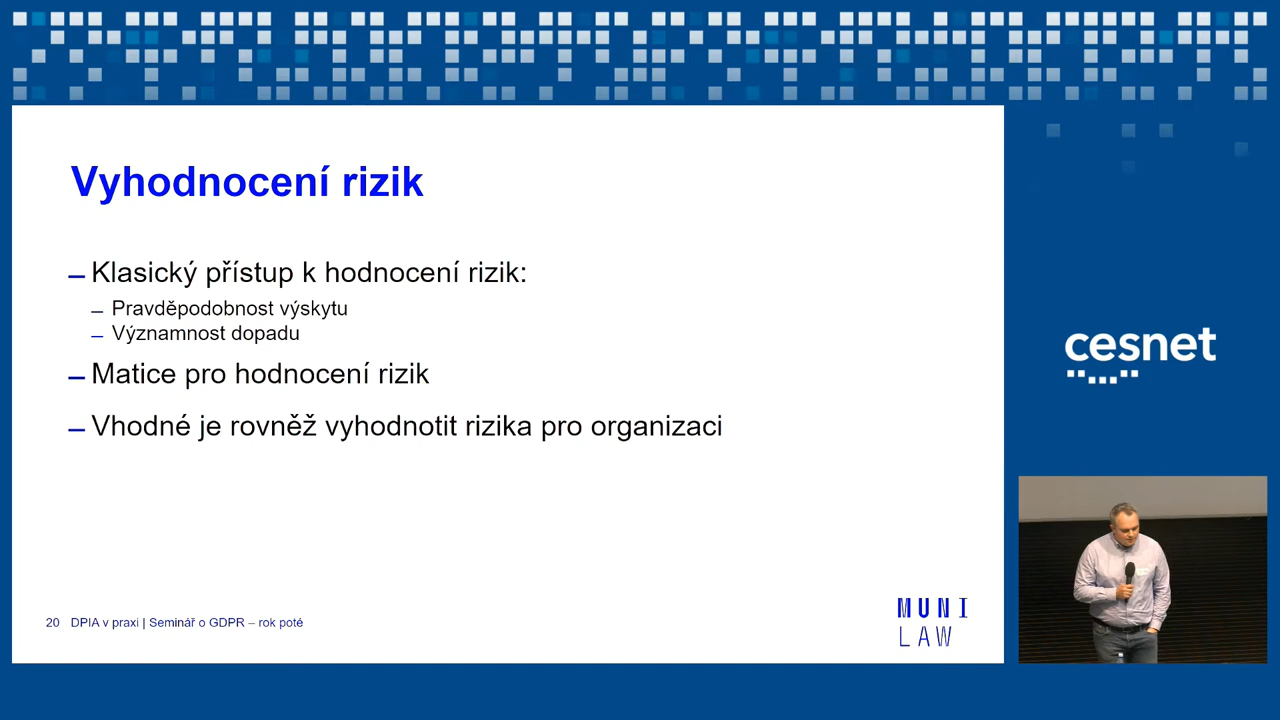 Vyhodnocení rizik
– Klasický přístup k hodnocení rizik:
– Pravděpodobnost výskytu
– Významnost dopadu
– Matice pro hodnocení rizik
– Vhodné je rovněž vyhodnotit rizika pro organizaci
20 DPIA v praxi | Seminář o GDPR – rok poté
MUNI
LAW
cesnet